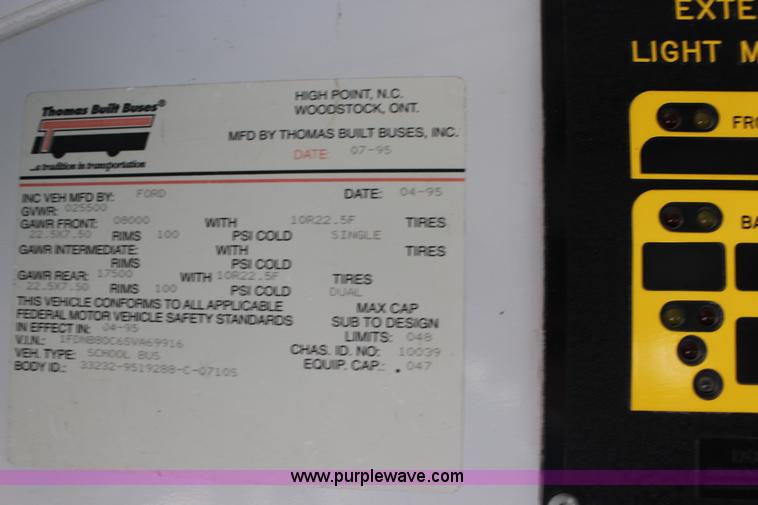 Thomas Built Buses®
...a tradition in transportation
HIGH POINT, N.C.
WOODSTOCK, ONT.
MFD BY THOMAS BUILT BUSES, INC.
DATE: 07-95
INC VEH MFD BY: FORD DATE: 04-95
GVWR: 025500
GAWR FRONT: 08000 WITH 10R22.5F TIRES
22.5X7.50 RIMS 100 PSI COLD SINGLE
GAWR INTERMEDIATE: WITH TIRES
RIMS PSI COLD
GAWR REAR: 17500 WITH 10R22.5F TIRES
22.5X7.50 RIMS 100 PSI COLD DUAL
THIS VEHICLE CONFORMS TO ALL APPLICABLE
FEDERAL MOTOR VEHICLE SAFETY STANDARDS
IN EFFECT IN: 04-95
V.I.N.: 1FDNB80C6SVA69916
VEH. TYPE: SCHOOL BUS
BODY ID.: 33232-9519288-C-07105
MAX CAP
SUB TO DESIGN
LIMITS: 048
CHAS. ID. NO: 10039
EQUIP. CAP.: 047
EXTE
LIGHT M
FRO
BA
www.purplewave.com